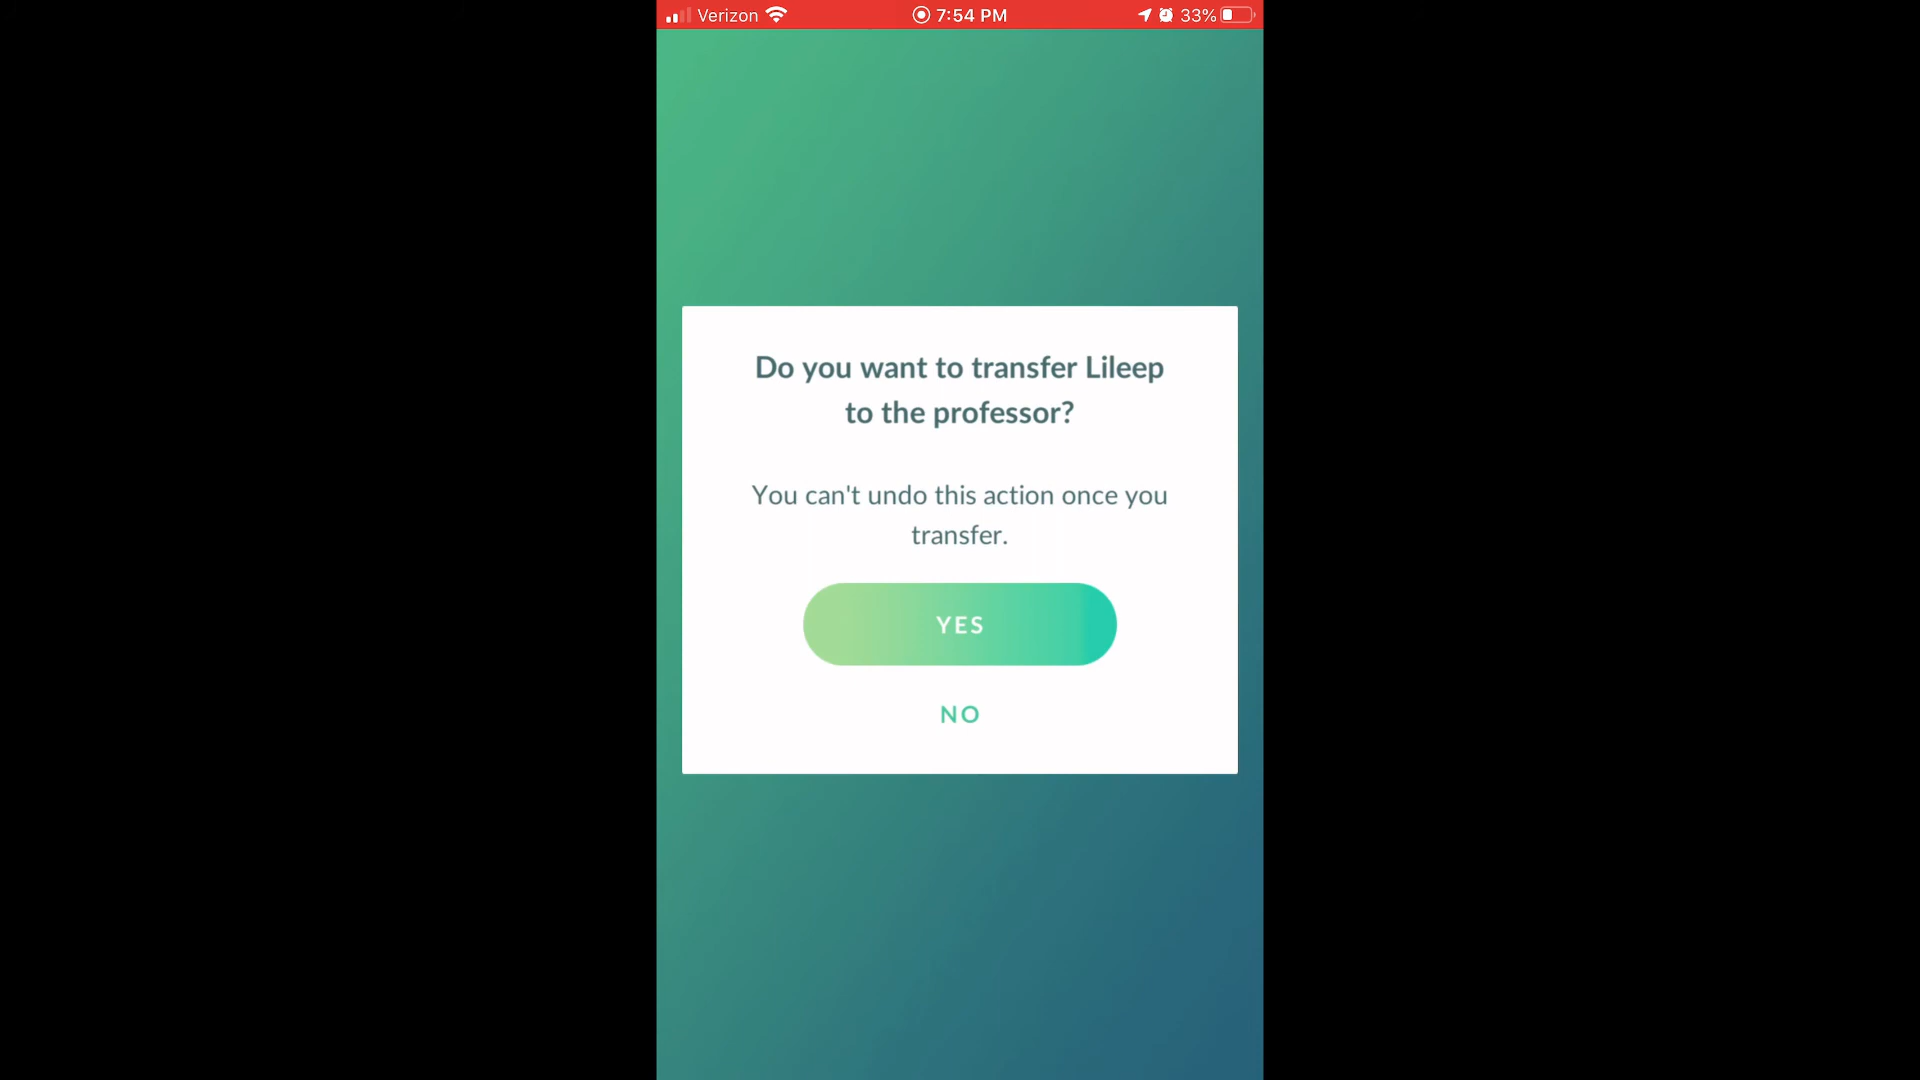 Verizon 7:54 PM 33%
Do you want to transfer Lileep
to the professor?
You can't undo this action once you
transfer.
YES
NO